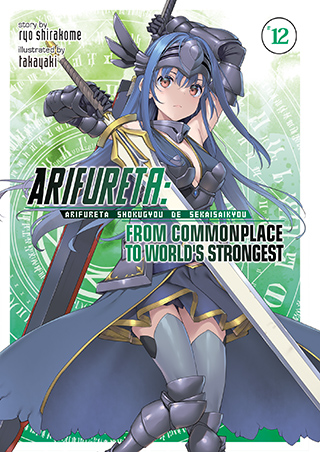 story by
ryo shirakome
illustrated by
takayaki
#12
ARIFURETA:
ARIFURETA SHOKUGYOU DE SEKAISAIKYOU
FROM COMMONPLACE
TO WORLD'S STRONGEST